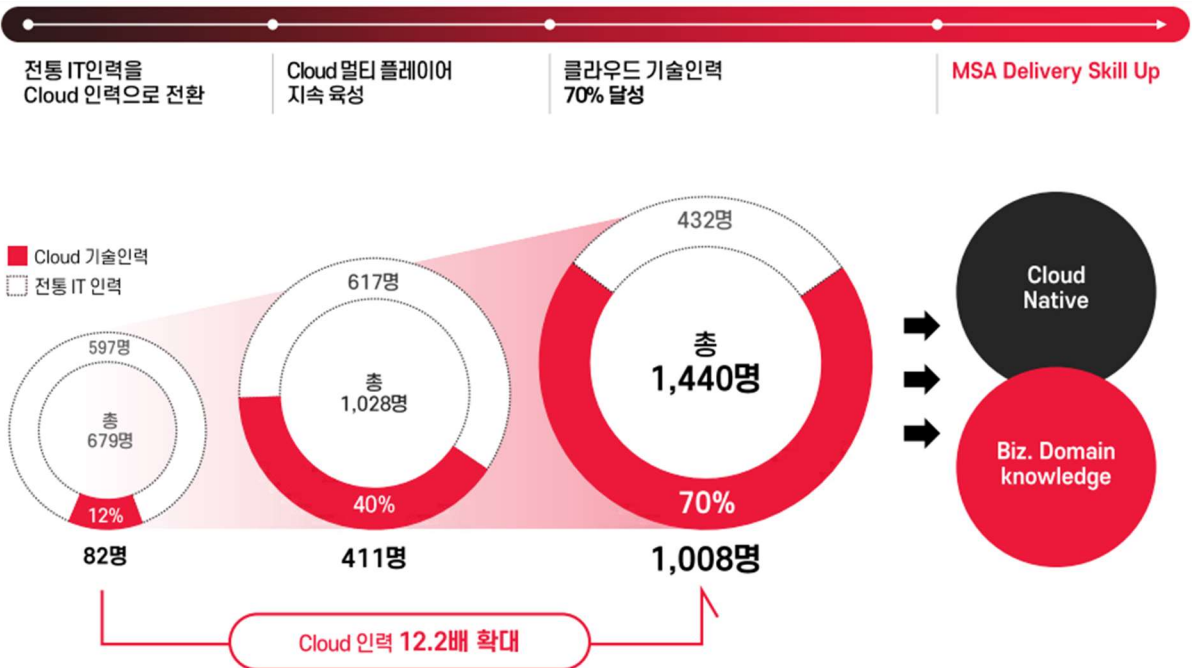 전통 IT인력을
Cloud 인력으로 전환
Cloud 멀티 플레이어
지속 육성
클라우드 기술인력
70% 달성
MSA Delivery Skill Up
Cloud 기술인력
전통 IT 인력
597명
총
679명
12%
82명
617명
총
1,028명
40%
411명
432명
총
1,440명
70%
1,008명
Cloud
Native
Biz. Domain
knowledge
Cloud 인력 12.2배 확대